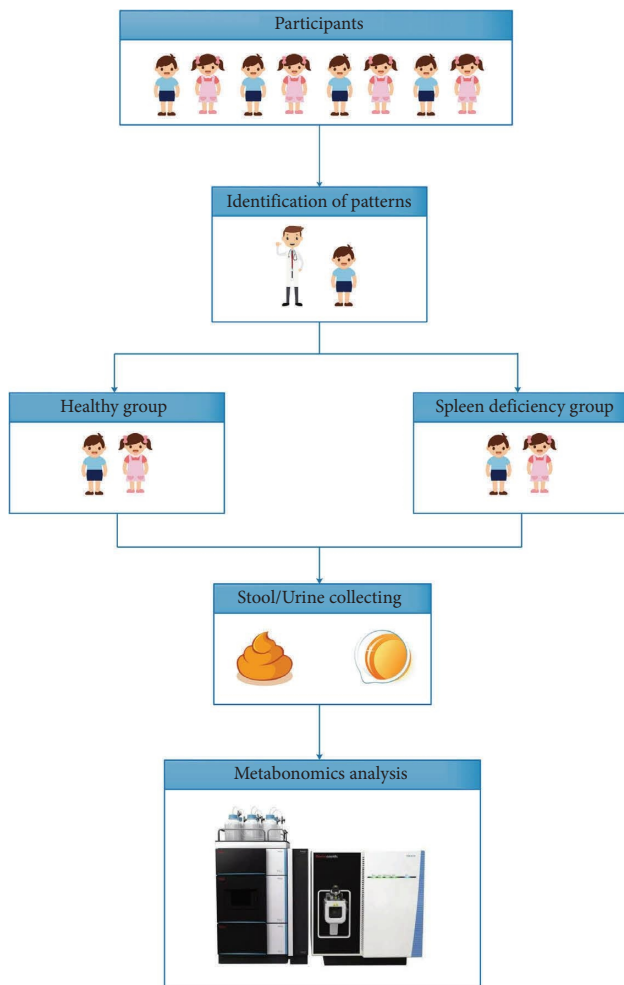 Participants
Identification of patterns
Healthy group
Spleen deficiency group
Stool/Urine collecting
Metabonomics analysis